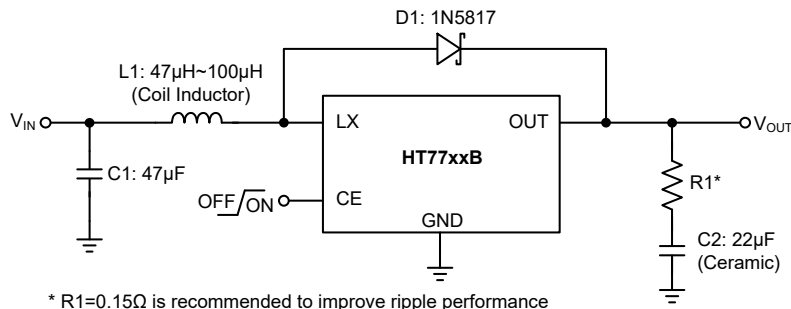 D1: 1N5817
L1: 47µH~100µH
(Coil Inductor)
VIN
LX
OUT
VOUT
HT77xxB
C1: 47µF
R1*
OFF/ON
CE
GND
C2: 22µF
(Ceramic)
* R1=0.15Ω is recommended to improve ripple performance